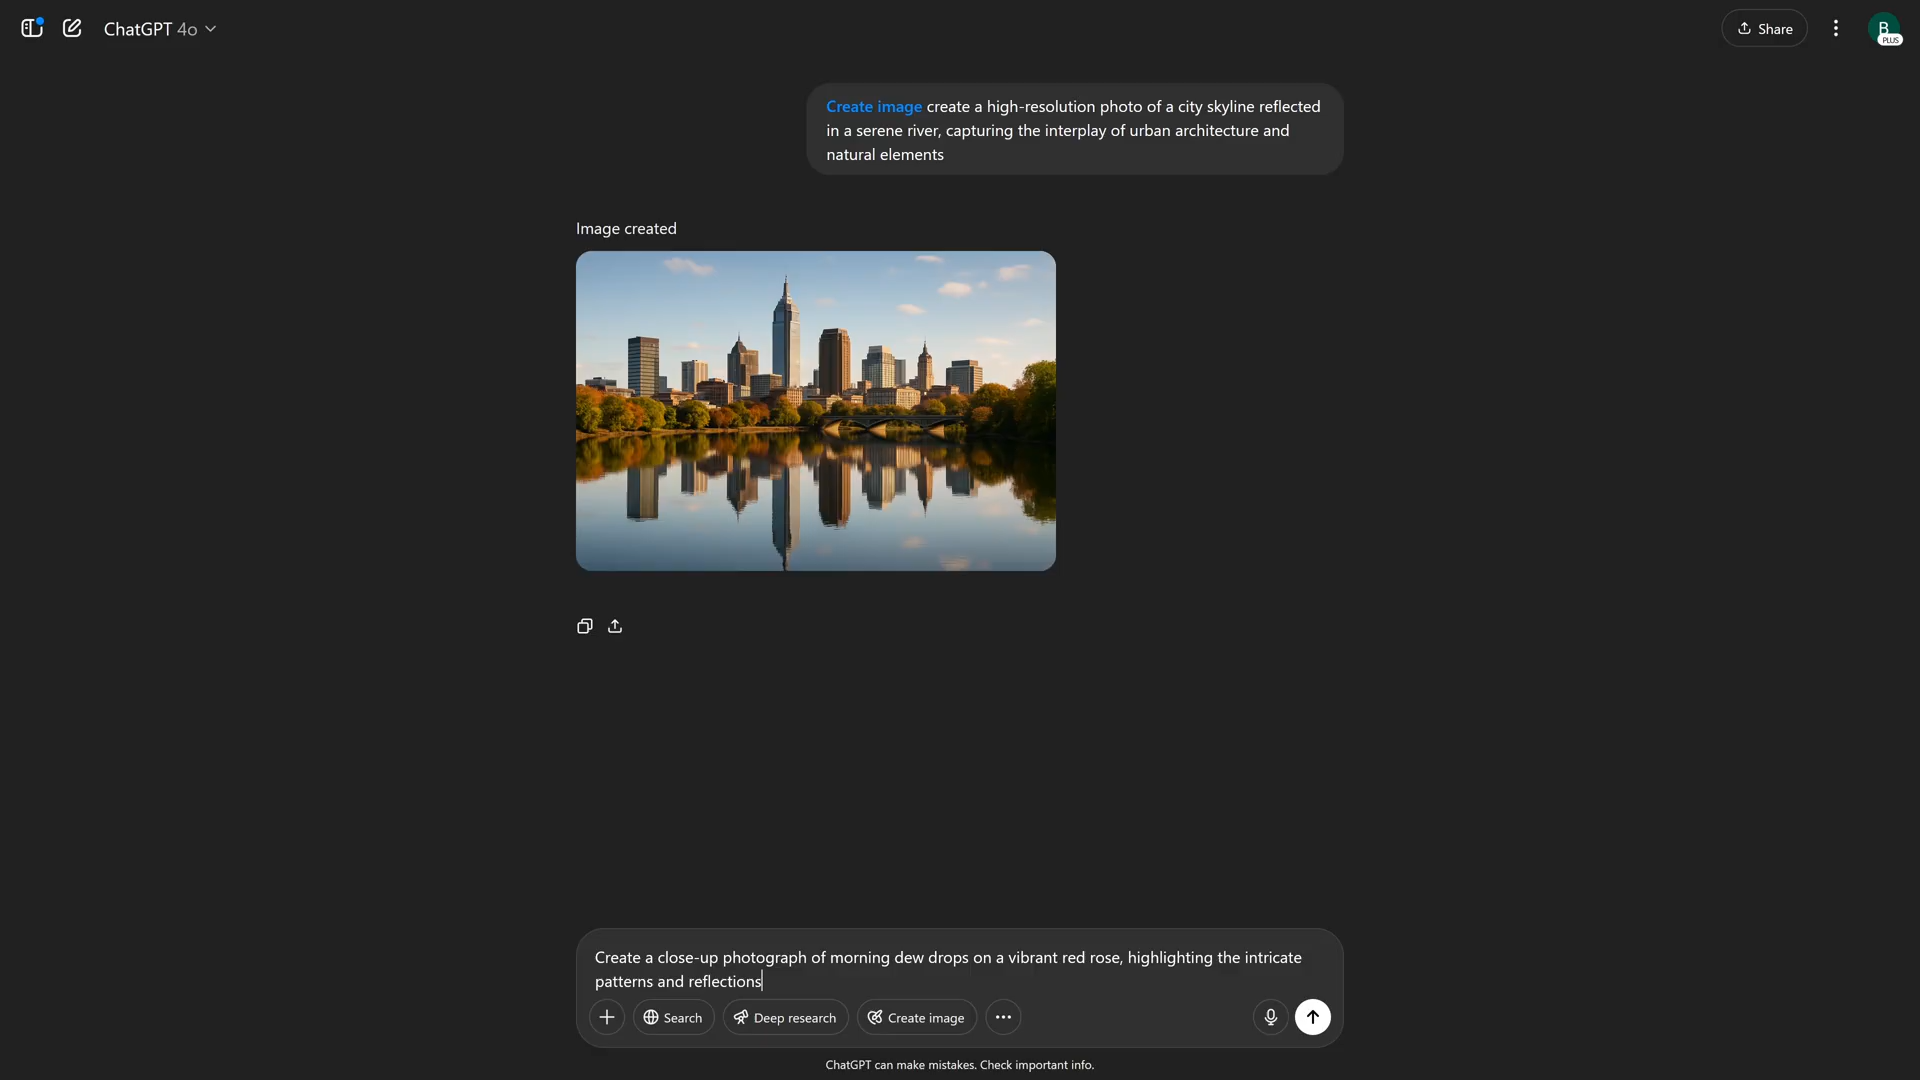 ChatGPT 4o
Share
B
PLUS
Create image create a high-resolution photo of a city skyline reflected
in a serene river, capturing the interplay of urban architecture and
natural elements
Image created
Create a close-up photograph of morning dew drops on a vibrant red rose, highlighting the intricate
patterns and reflections
Search
Deep research
Create image
ChatGPT can make mistakes. Check important info.